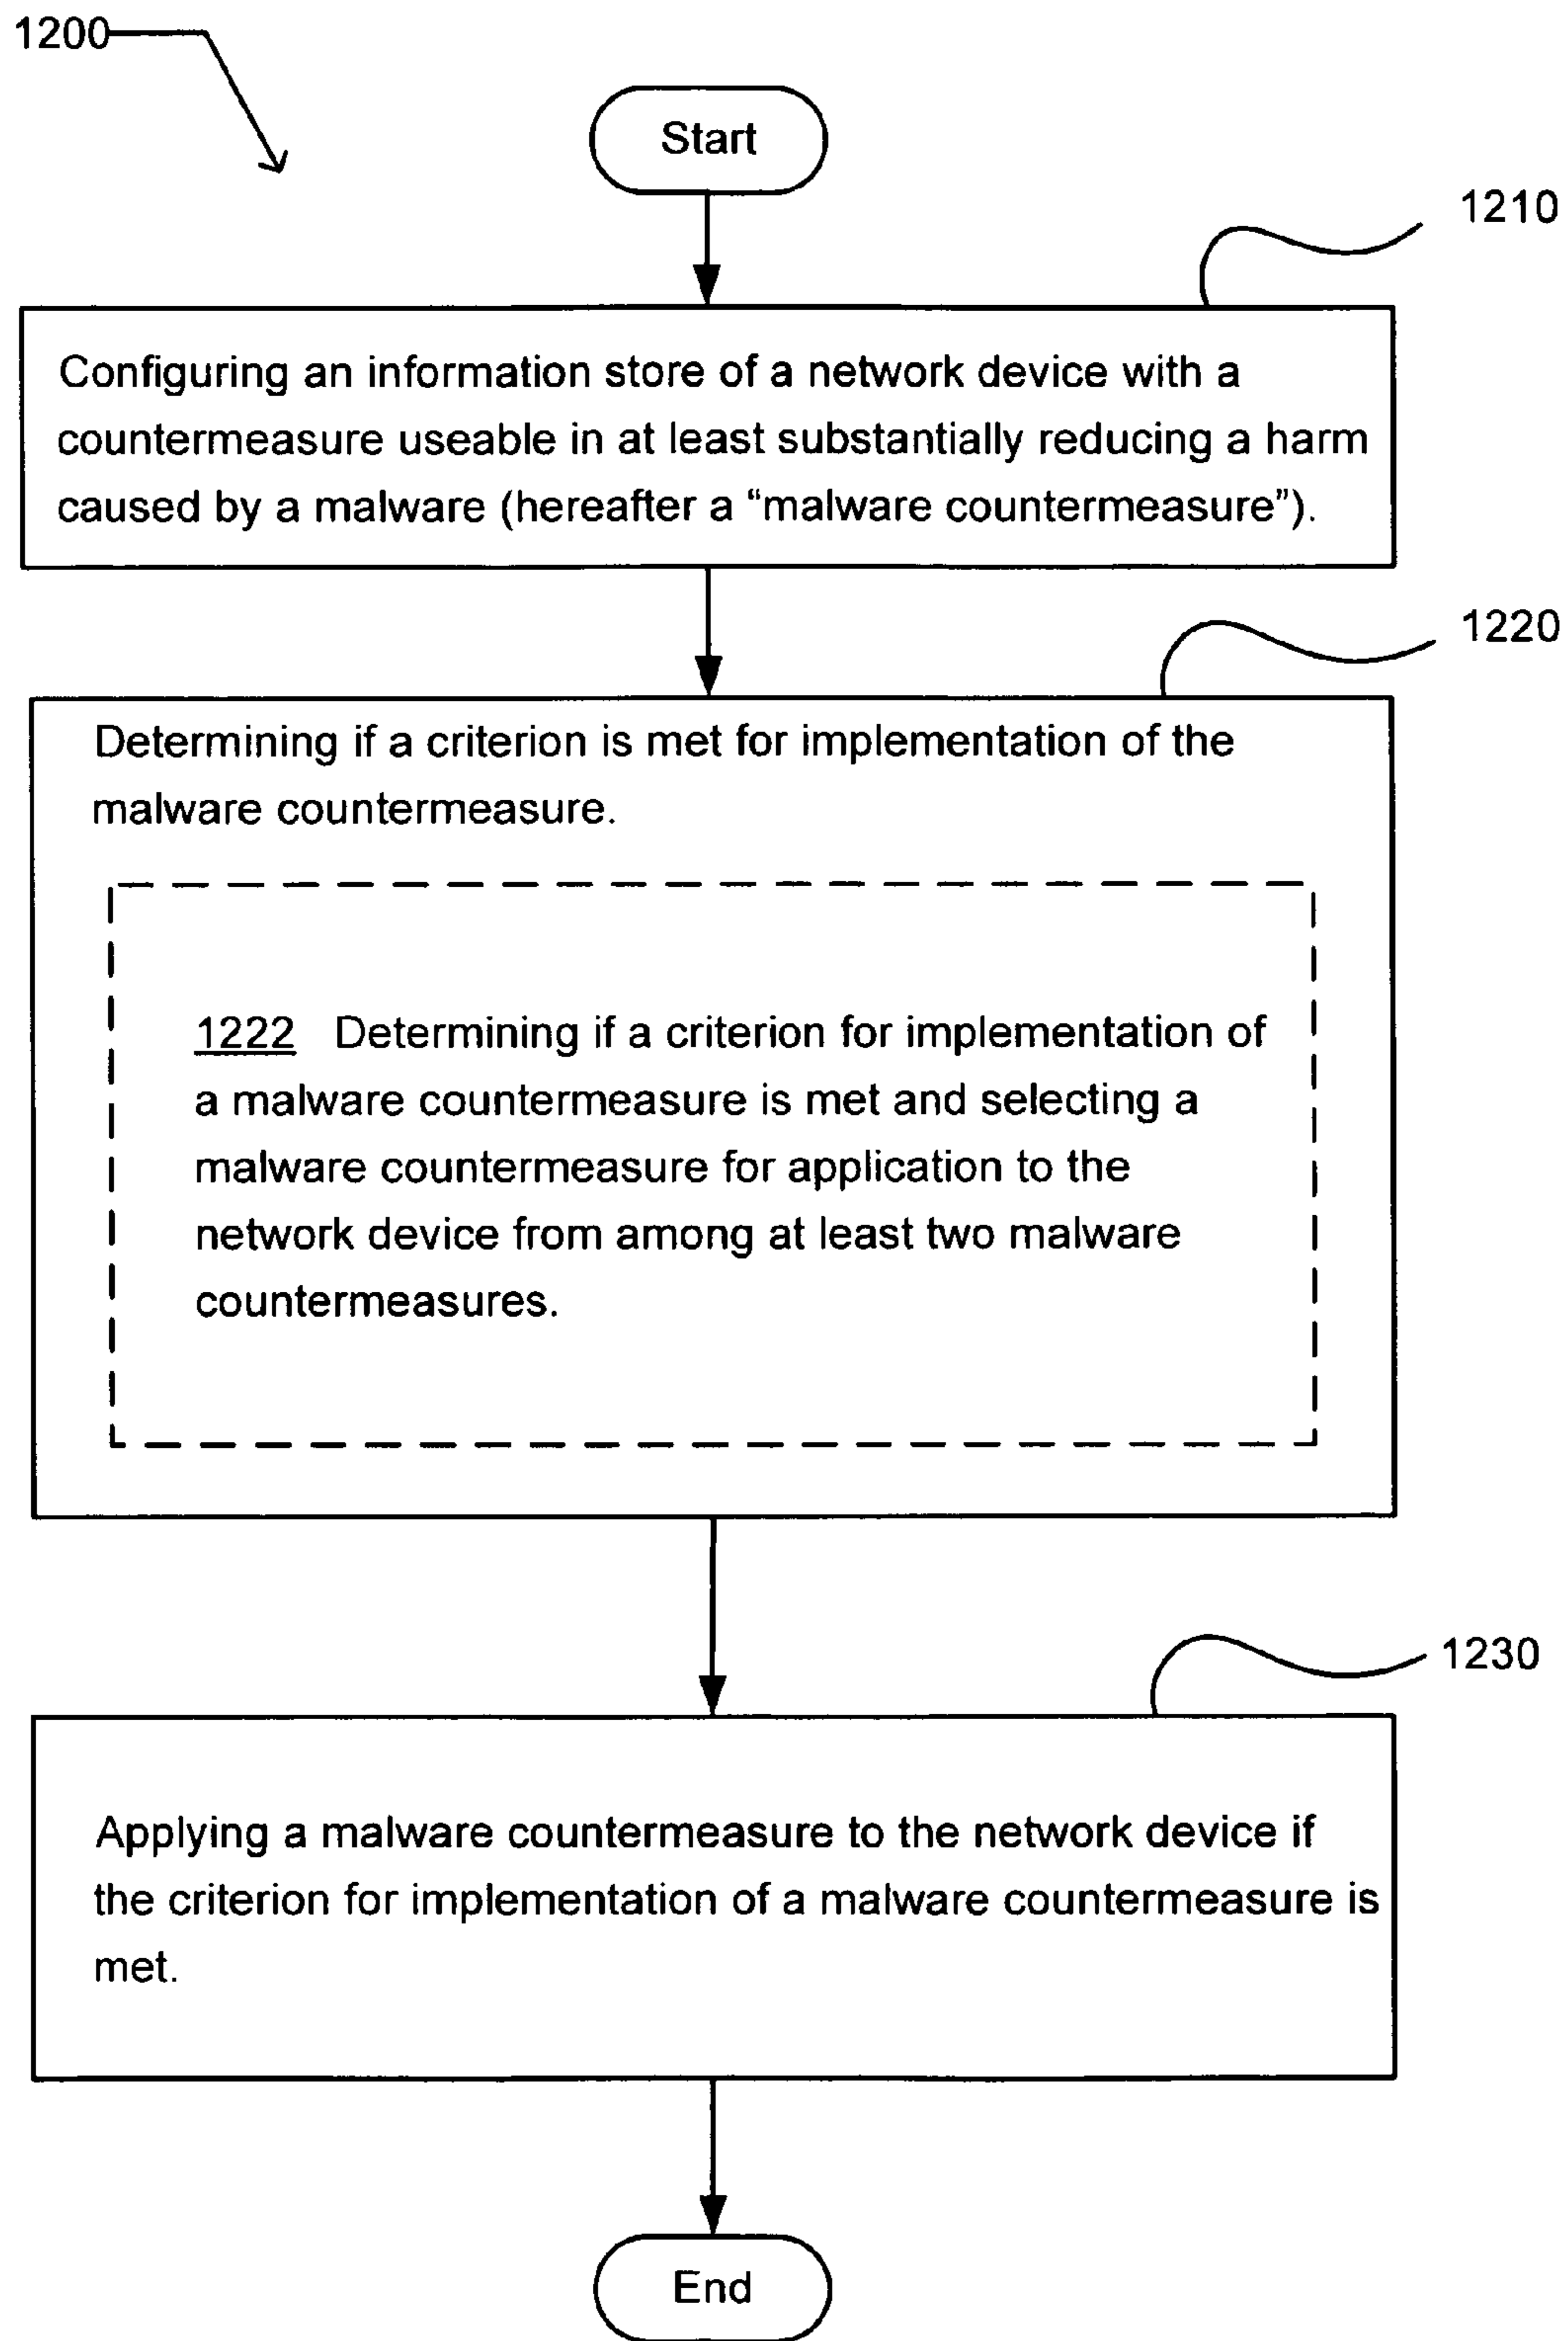 1200
Start
1210
Configuring an information store of a network device with a
countermeasure useable in at least substantially reducing a harm
caused by a malware (hereafter a “malware countermeasure”).
1220
Determining if a criterion is met for implementation of the
malware countermeasure.
1222 Determining if a criterion for implementation of
a malware countermeasure is met and selecting a
malware countermeasure for application to the
network device from among at least two malware
countermeasures.
1230
Applying a malware countermeasure to the network device if
the criterion for implementation of a malware countermeasure is
met.
End